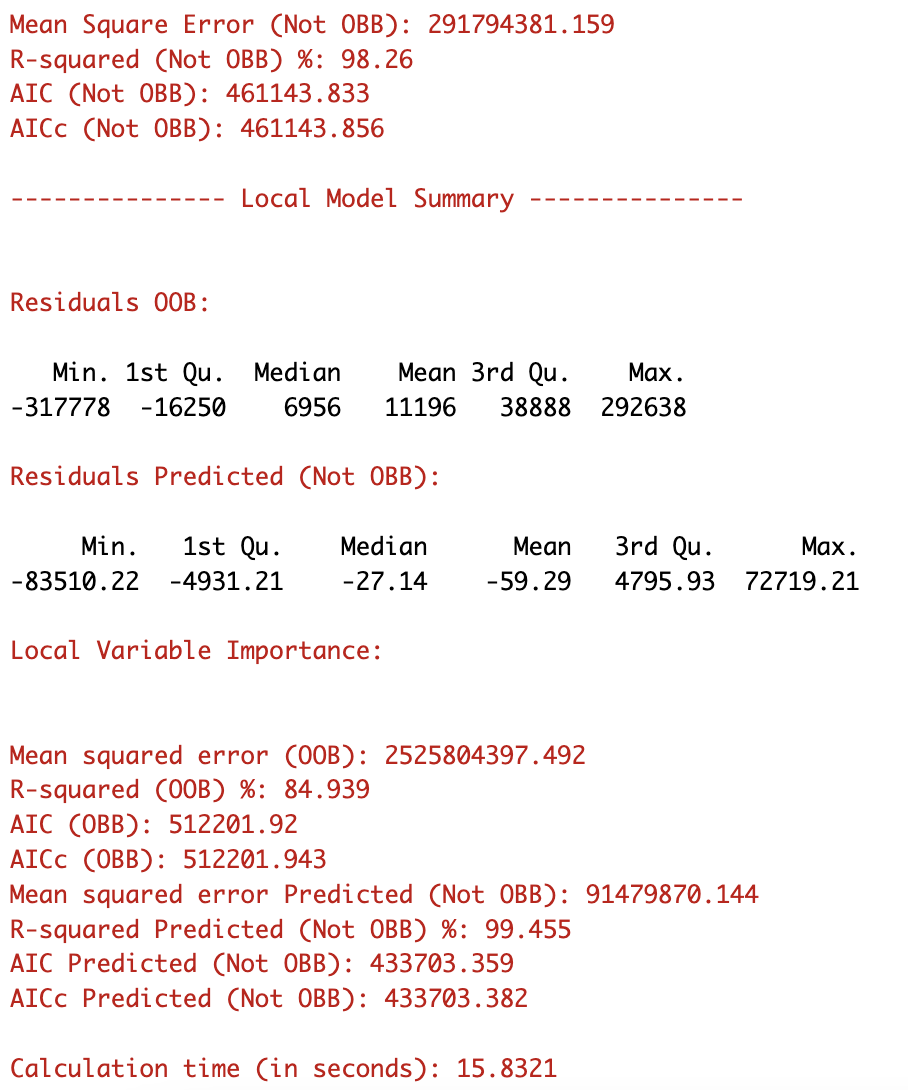 Mean Square Error (Not OBB): 291794381.159
R-squared (Not OBB) %: 98.26
AIC (Not OBB): 461143.833
AICc (Not OBB): 461143.856
--------------- Local Model Summary ---------------
Residuals OOB:
Min. 1st Qu. Median Mean 3rd Qu. Max.
-317778 -16250 6956 11196 38888 292638
Residuals Predicted (Not OBB):
Min. 1st Qu. Median Mean 3rd Qu. Max.
-83510.22 -4931.21 -27.14 -59.29 4795.93 72719.21
Local Variable Importance:
Mean squared error (OOB): 2525804397.492
R-squared (OOB) %: 84.939
AIC (OBB): 512201.92
AICc (OBB): 512201.943
Mean squared error Predicted (Not OBB): 91479870.144
R-squared Predicted (Not OBB) %: 99.455
AIC Predicted (Not OBB): 433703.359
AICc Predicted (Not OBB): 433703.382
Calculation time (in seconds): 15.8321